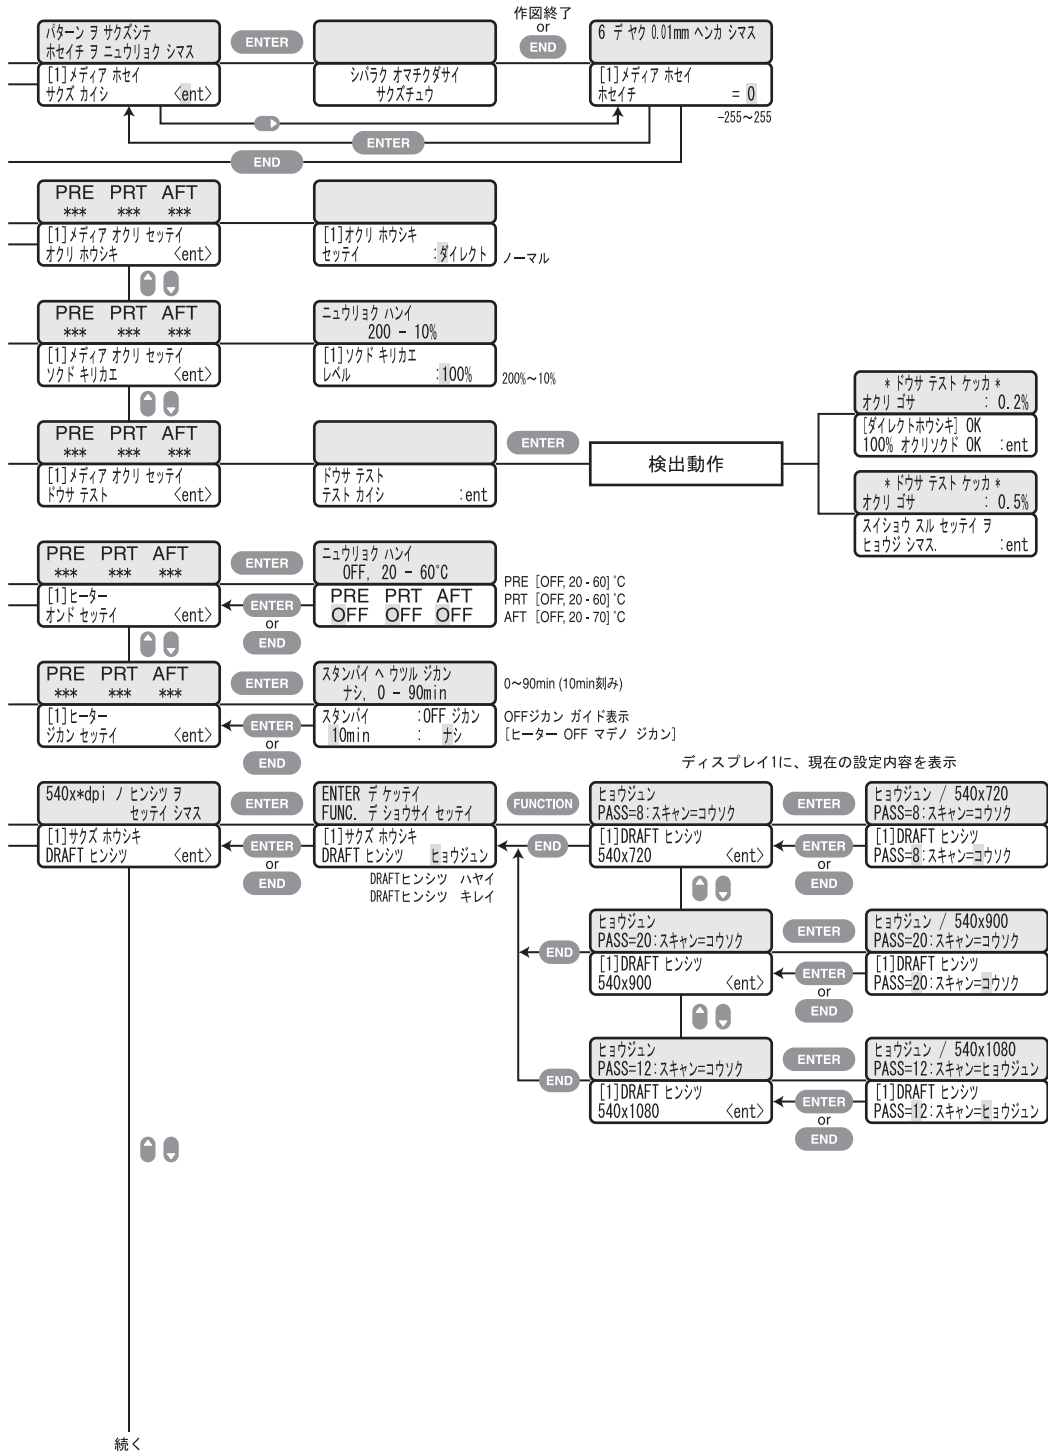 作図終了
or
END
パターン ヲ サクズシテ
ホセイチ ヲ ニュウリョク シマス
ENTER
6 デ ヤク 0.01mm ヘンカ シマス
[1]メディア ホセイ
サクズ カイシ <ent>
シバラク オマチクダサイ
サクズチュウ
[1]メディア ホセイ
ホセイチ = 0
-255～255
ENTER
END
PRE PRT AFT
*** *** ***
[1]メディア オクリ セッテイ
オクリ ホウシキ <ent>
[1]オクリ ホウシキ
セッテイ :ダイレクト
ノーマル
PRE PRT AFT
*** *** ***
[1]メディア オクリ セッテイ
ソクド キリカエ <ent>
ニュウリョク ハンイ
200 - 10%
[1]ソクド キリカエ
レベル :100%
200%～10%
PRE PRT AFT
*** *** ***
[1]メディア オクリ セッテイ
ドウサ テスト <ent>
ドウサ テスト
テスト カイシ :ent
ENTER
検出動作
* ドウサ テスト ケッカ *
オクリ ゴサ : 0.2%
[ダイレクトホウシキ] OK
100% オクリソクド OK :ent
* ドウサ テスト ケッカ *
オクリ ゴサ : 0.5%
スイショウ スル セッテイ ヲ
ヒョウジ シマス. :ent
PRE PRT AFT
*** *** ***
[1]ヒーター
オンド セッテイ <ent>
ENTER
ENTER
or
END
ニュウリョク ハンイ
OFF, 20 - 60°C
PRE PRT AFT
OFF OFF OFF
PRE [OFF, 20 - 60] °C
PRT [OFF, 20 - 60] °C
AFT [OFF, 20 - 70] °C
PRE PRT AFT
*** *** ***
[1]ヒーター
ジカン セッテイ <ent>
ENTER
ENTER
or
END
スタンバイ ヘ ウツル ジカン
ナシ, 0 - 90min
スタンバイ :OFF ジカン
10min : ナシ
0～90min (10min刻み)
OFFジカン ガイド表示
[ヒーター OFF マデノ ジカン]
ディスプレイ1に、現在の設定内容を表示
540x*dpi ノ ヒンシツ ヲ
セッテイ シマス
[1]サクズ ホウシキ
DRAFT ヒンシツ <ent>
ENTER
ENTER
or
END
ENTER デ ケッテイ
FUNC. デ ショウサイ セッテイ
[1]サクズ ホウシキ
DRAFT ヒンシツ ヒョウジュン
DRAFTヒンシツ ハヤイ
DRAFTヒンシツ キレイ
FUNCTION
END
ヒョウジュン
PASS=8:スキャン=コウソク
[1]DRAFT ヒンシツ
540x720 <ent>
ENTER
ENTER
or
END
ヒョウジュン / 540x720
PASS=8:スキャン=コウソク
[1]DRAFT ヒンシツ
PASS=8:スキャン=コウソク
END
ヒョウジュン
PASS=20:スキャン=コウソク
[1]DRAFT ヒンシツ
540x900 <ent>
ENTER
ENTER
or
END
ヒョウジュン / 540x900
PASS=20:スキャン=コウソク
[1]DRAFT ヒンシツ
PASS=20:スキャン=コウソク
END
ヒョウジュン
PASS=12:スキャン=コウソク
[1]DRAFT ヒンシツ
540x1080 <ent>
ENTER
ENTER
or
END
ヒョウジュン / 540x1080
PASS=12:スキャン=ヒョウジュン
[1]DRAFT ヒンシツ
PASS=12:スキャン=ヒョウジュン
続く